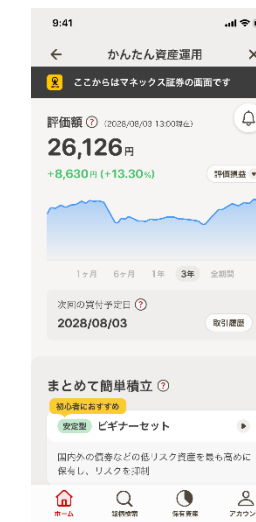 9:41
かんたん資産運用
ここからはマネックス証券の画面です
評価額 (2028/08/03 13:00時点)
26,126円
+8,630円 (+13.30%)
評価損益
1ヶ月 6ヶ月 1年 3年 全期間
次回の買付予定日
2028/08/03
取引履歴
まとめて簡単積立
初心者におすすめ
安定型 ビギナーセット
国内外の債券などの低リスク資産を最も高めに
保有し、リスクを抑制
ホーム 銘柄検索 保有資産 アカウン